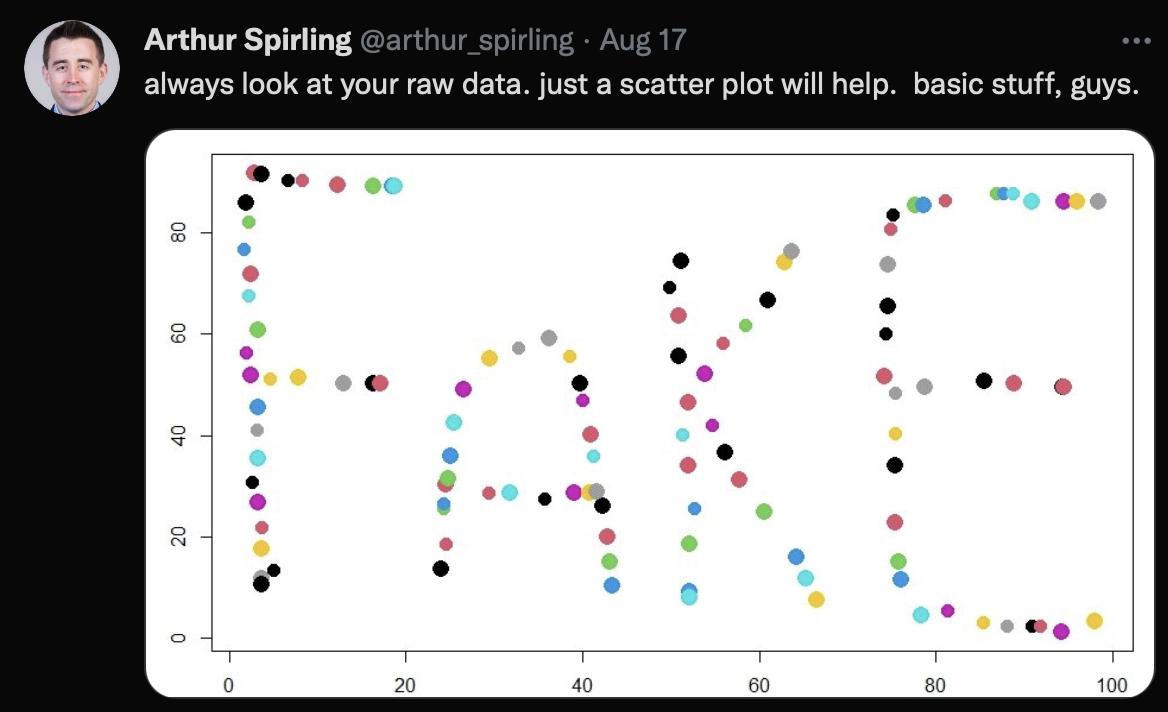 Arthur Spirling @arthur_spirling · Aug 17
always look at your raw data. just a scatter plot will help.  basic stuff, guys.
FAKE
80
60
40
20
0
0 20 40 60 80 100